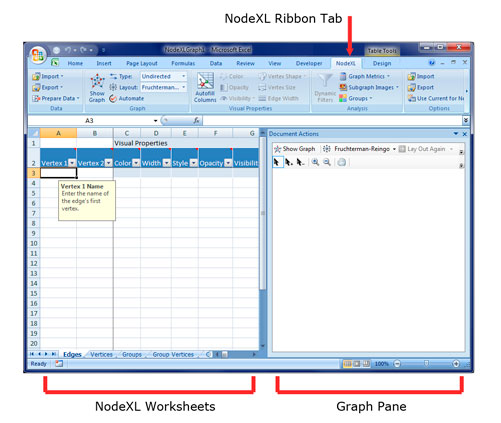 NodeXL Ribbon Tab
NodeXLGraph1 - Microsoft Excel
Table Tools
Home Insert Page Layout Formulas Data Review View Developer NodeXL Design
Import Type: Undirected Color Vertex Shape Graph Metrics Import
Export Show Graph Layout: Fruchterman... Autofill Columns Opacity Vertex Size Dynamic Filters Subgraph Images Export
Prepare Data Automate Visibility Edge Width Groups Use Current for Ne
Data Graph Visual Properties Analysis Options
A3 fx
Document Actions
A B C D E F G
1 Visual Properties
Show Graph Fruchterman-Reingo Lay Out Again
2 Vertex 1 Vertex 2 Color Width Style Opacity Visibilit
3
4 Vertex 1 Name
5 Enter the name of
6 the edge's first
7 vertex.
8
9
10
11
12
13
14
15
16
17
18
19
20
Edges Vertices Groups Group Vertices
Ready 100%
NodeXL Worksheets Graph Pane